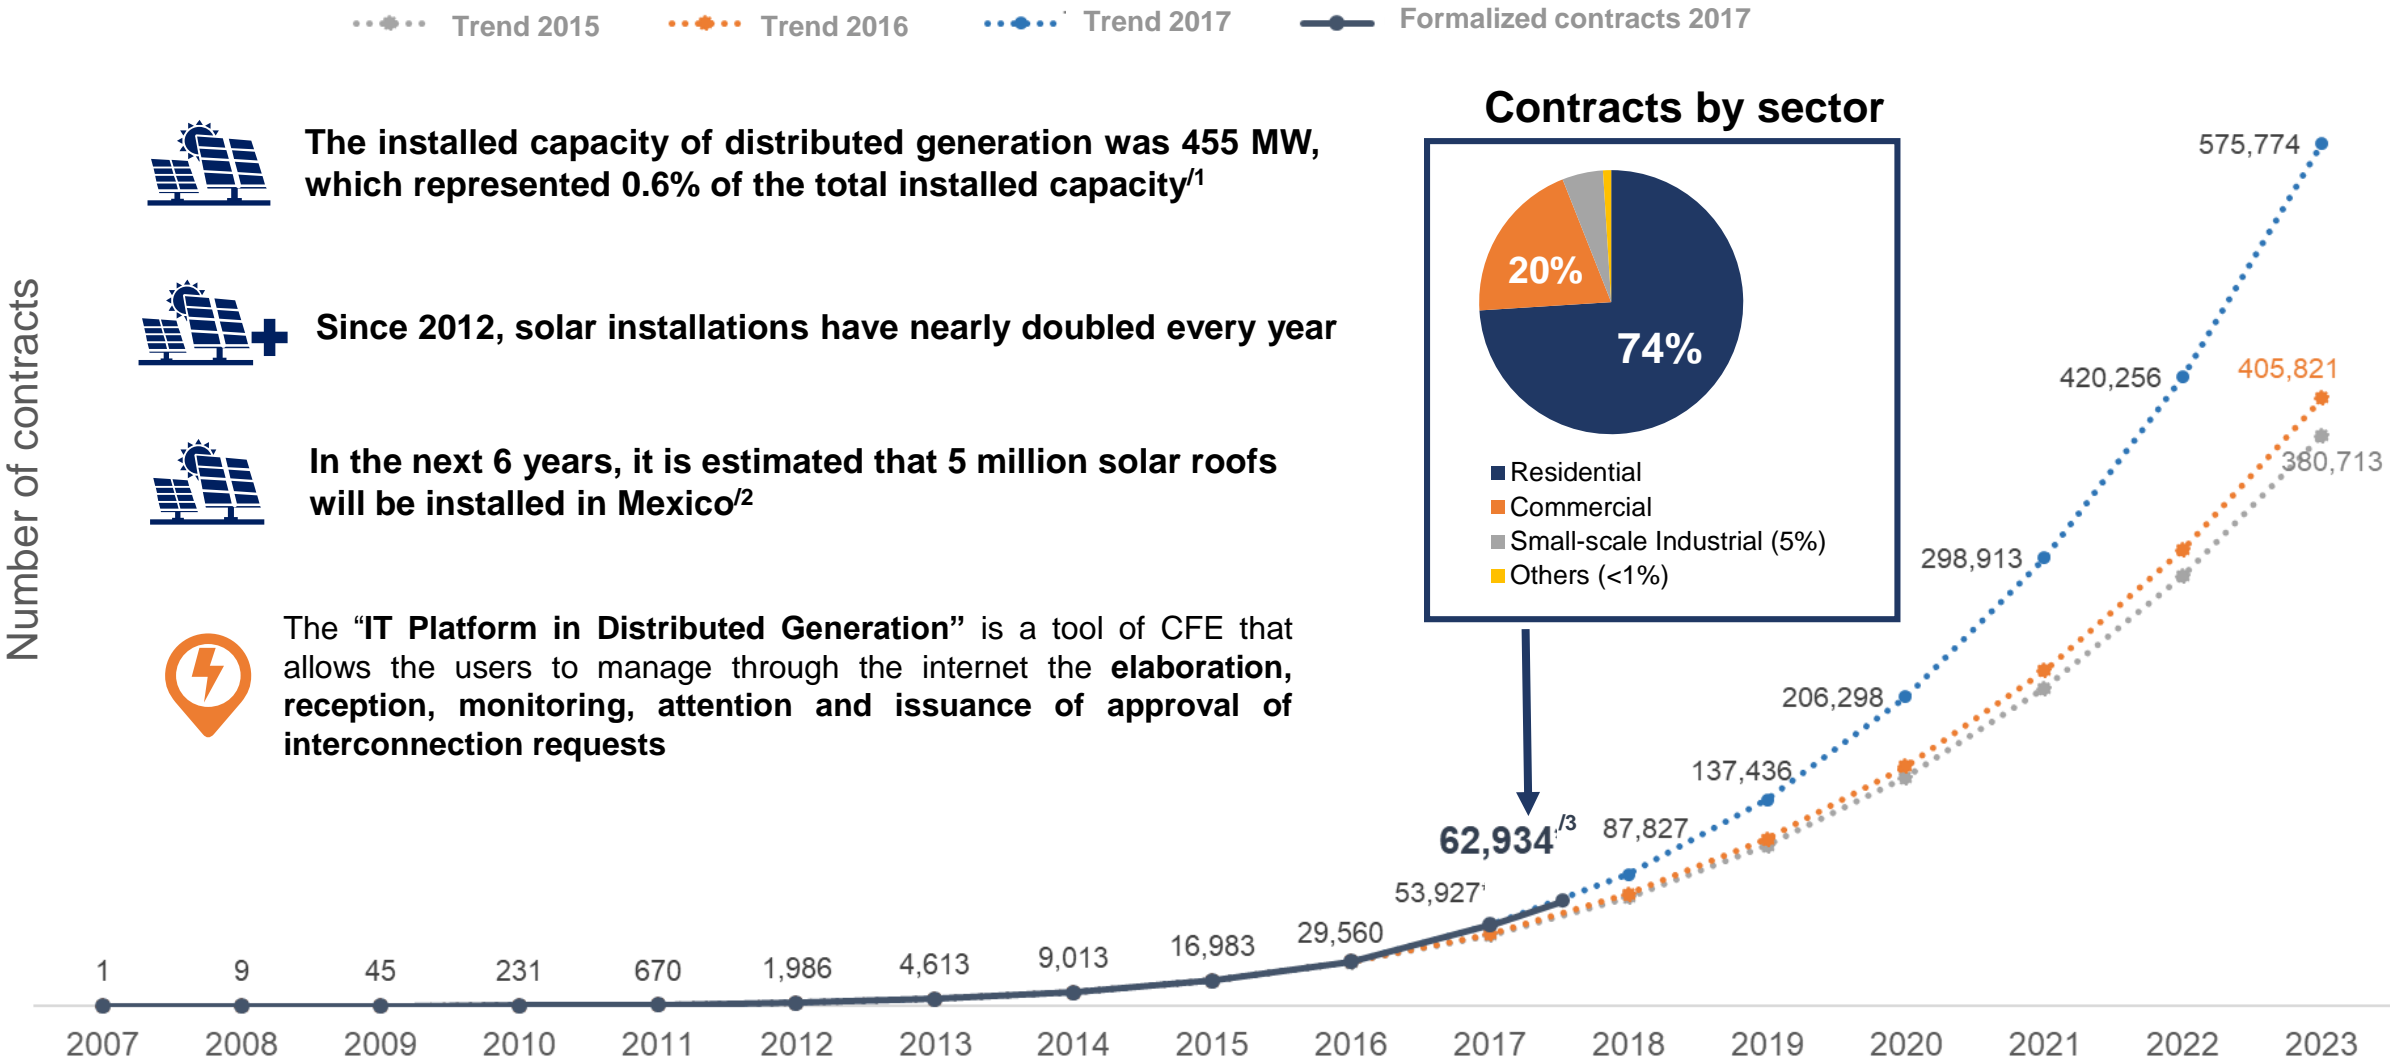 Trend 2015
Trend 2016
Trend 2017
Formalized contracts 2017
Number of contracts
The installed capacity of distributed generation was 455 MW,
which represented 0.6% of the total installed capacity/1
Since 2012, solar installations have nearly doubled every year
In the next 6 years, it is estimated that 5 million solar roofs
will be installed in Mexico/2
The “IT Platform in Distributed Generation” is a tool of CFE that
allows the users to manage through the internet the elaboration,
reception, monitoring, attention and issuance of approval of
interconnection requests
Contracts by sector
20%
74%
Residential
Commercial
Small-scale Industrial (5%)
Others (<1%)
575,774
420,256
405,821
380,713
298,913
206,298
137,436
87,827
62,934/3
53,927
29,560
16,983
9,013
4,613
1,986
670
231
45
9
1
2007
2008
2009
2010
2011
2012
2013
2014
2015
2016
2017
2018
2019
2020
2021
2022
2023